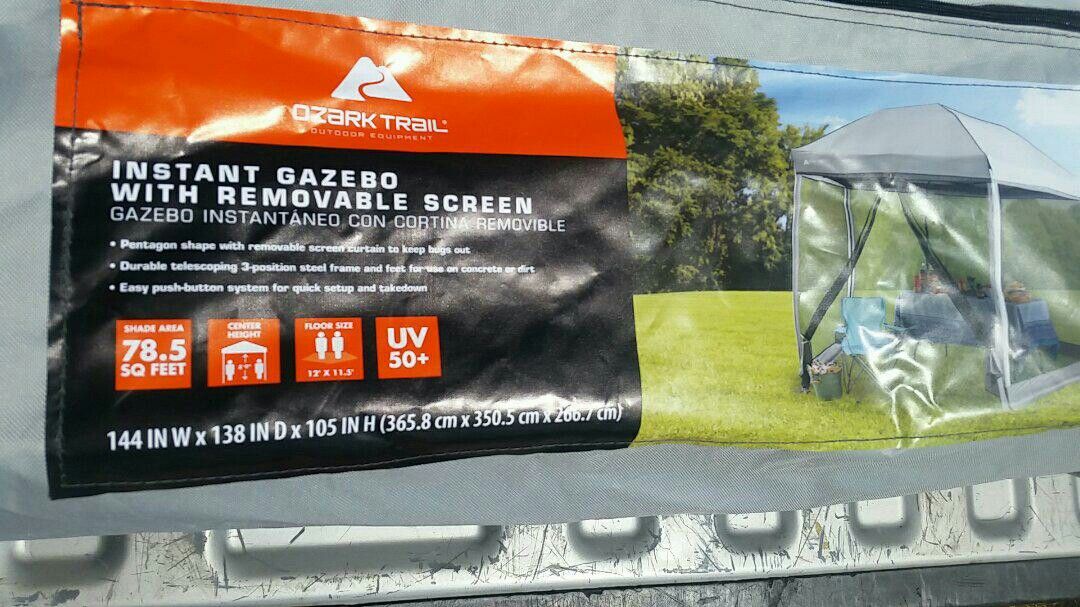 OZARK TRAIL
OUTDOOR EQUIPMENT
INSTANT GAZEBO
WITH REMOVABLE SCREEN
GAZEBO INSTANTÁNEO CON CORTINA REMOVIBLE
• Pentagon shape with removable screen curtain to keep bugs out
• Durable telescoping 3-position steel frame and feet for use on concrete or dirt
• Easy push-button system for quick setup and takedown
SHADE AREA
78.5
SQ FEET
CENTER
HEIGHT
FLOOR SIZE
12' X 11.5'
UV
50+
144 IN W x 138 IN D x 105 IN H (365.8 cm x 350.5 cm x 266.7 cm)